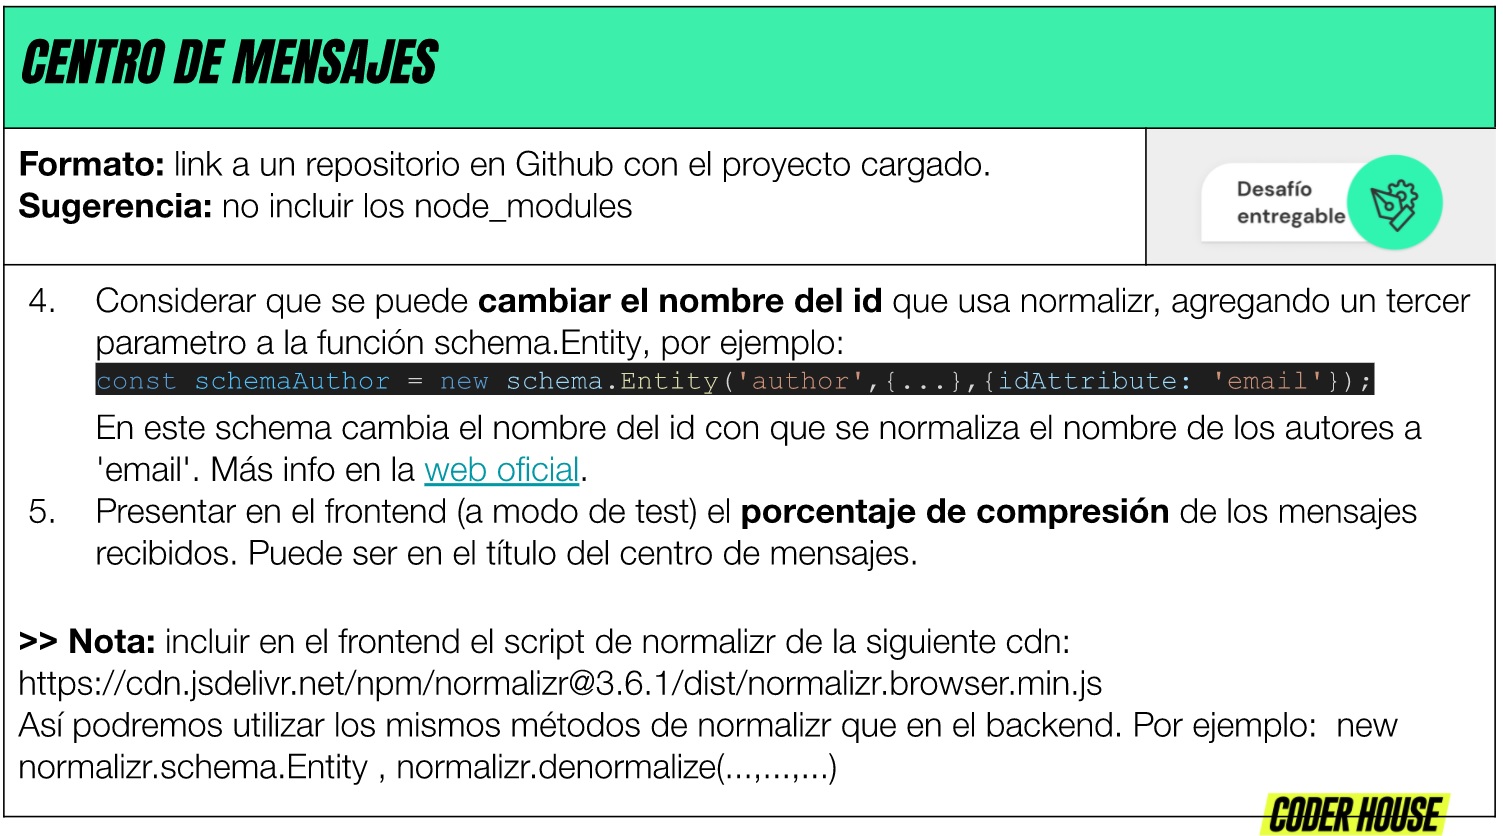 CENTRO DE MENSAJES
Formato: link a un repositorio en Github con el proyecto cargado.
Sugerencia: no incluir los node_modules
Desafío
entregable
4. Considerar que se puede cambiar el nombre del id que usa normalizr, agregando un tercer
parametro a la función schema.Entity, por ejemplo:
const schemaAuthor = new schema.Entity('author',{...},{idAttribute: 'email'});
En este schema cambia el nombre del id con que se normaliza el nombre de los autores a
'email'. Más info en la web oficial.
5. Presentar en el frontend (a modo de test) el porcentaje de compresión de los mensajes
recibidos. Puede ser en el título del centro de mensajes.
>> Nota: incluir en el frontend el script de normalizr de la siguiente cdn:
https://cdn.jsdelivr.net/npm/normalizr@3.6.1/dist/normalizr.browser.min.js
Así podremos utilizar los mismos métodos de normalizr que en el backend. Por ejemplo: new
normalizr.schema.Entity , normalizr.denormalize(...,...,...)
CODER HOUSE